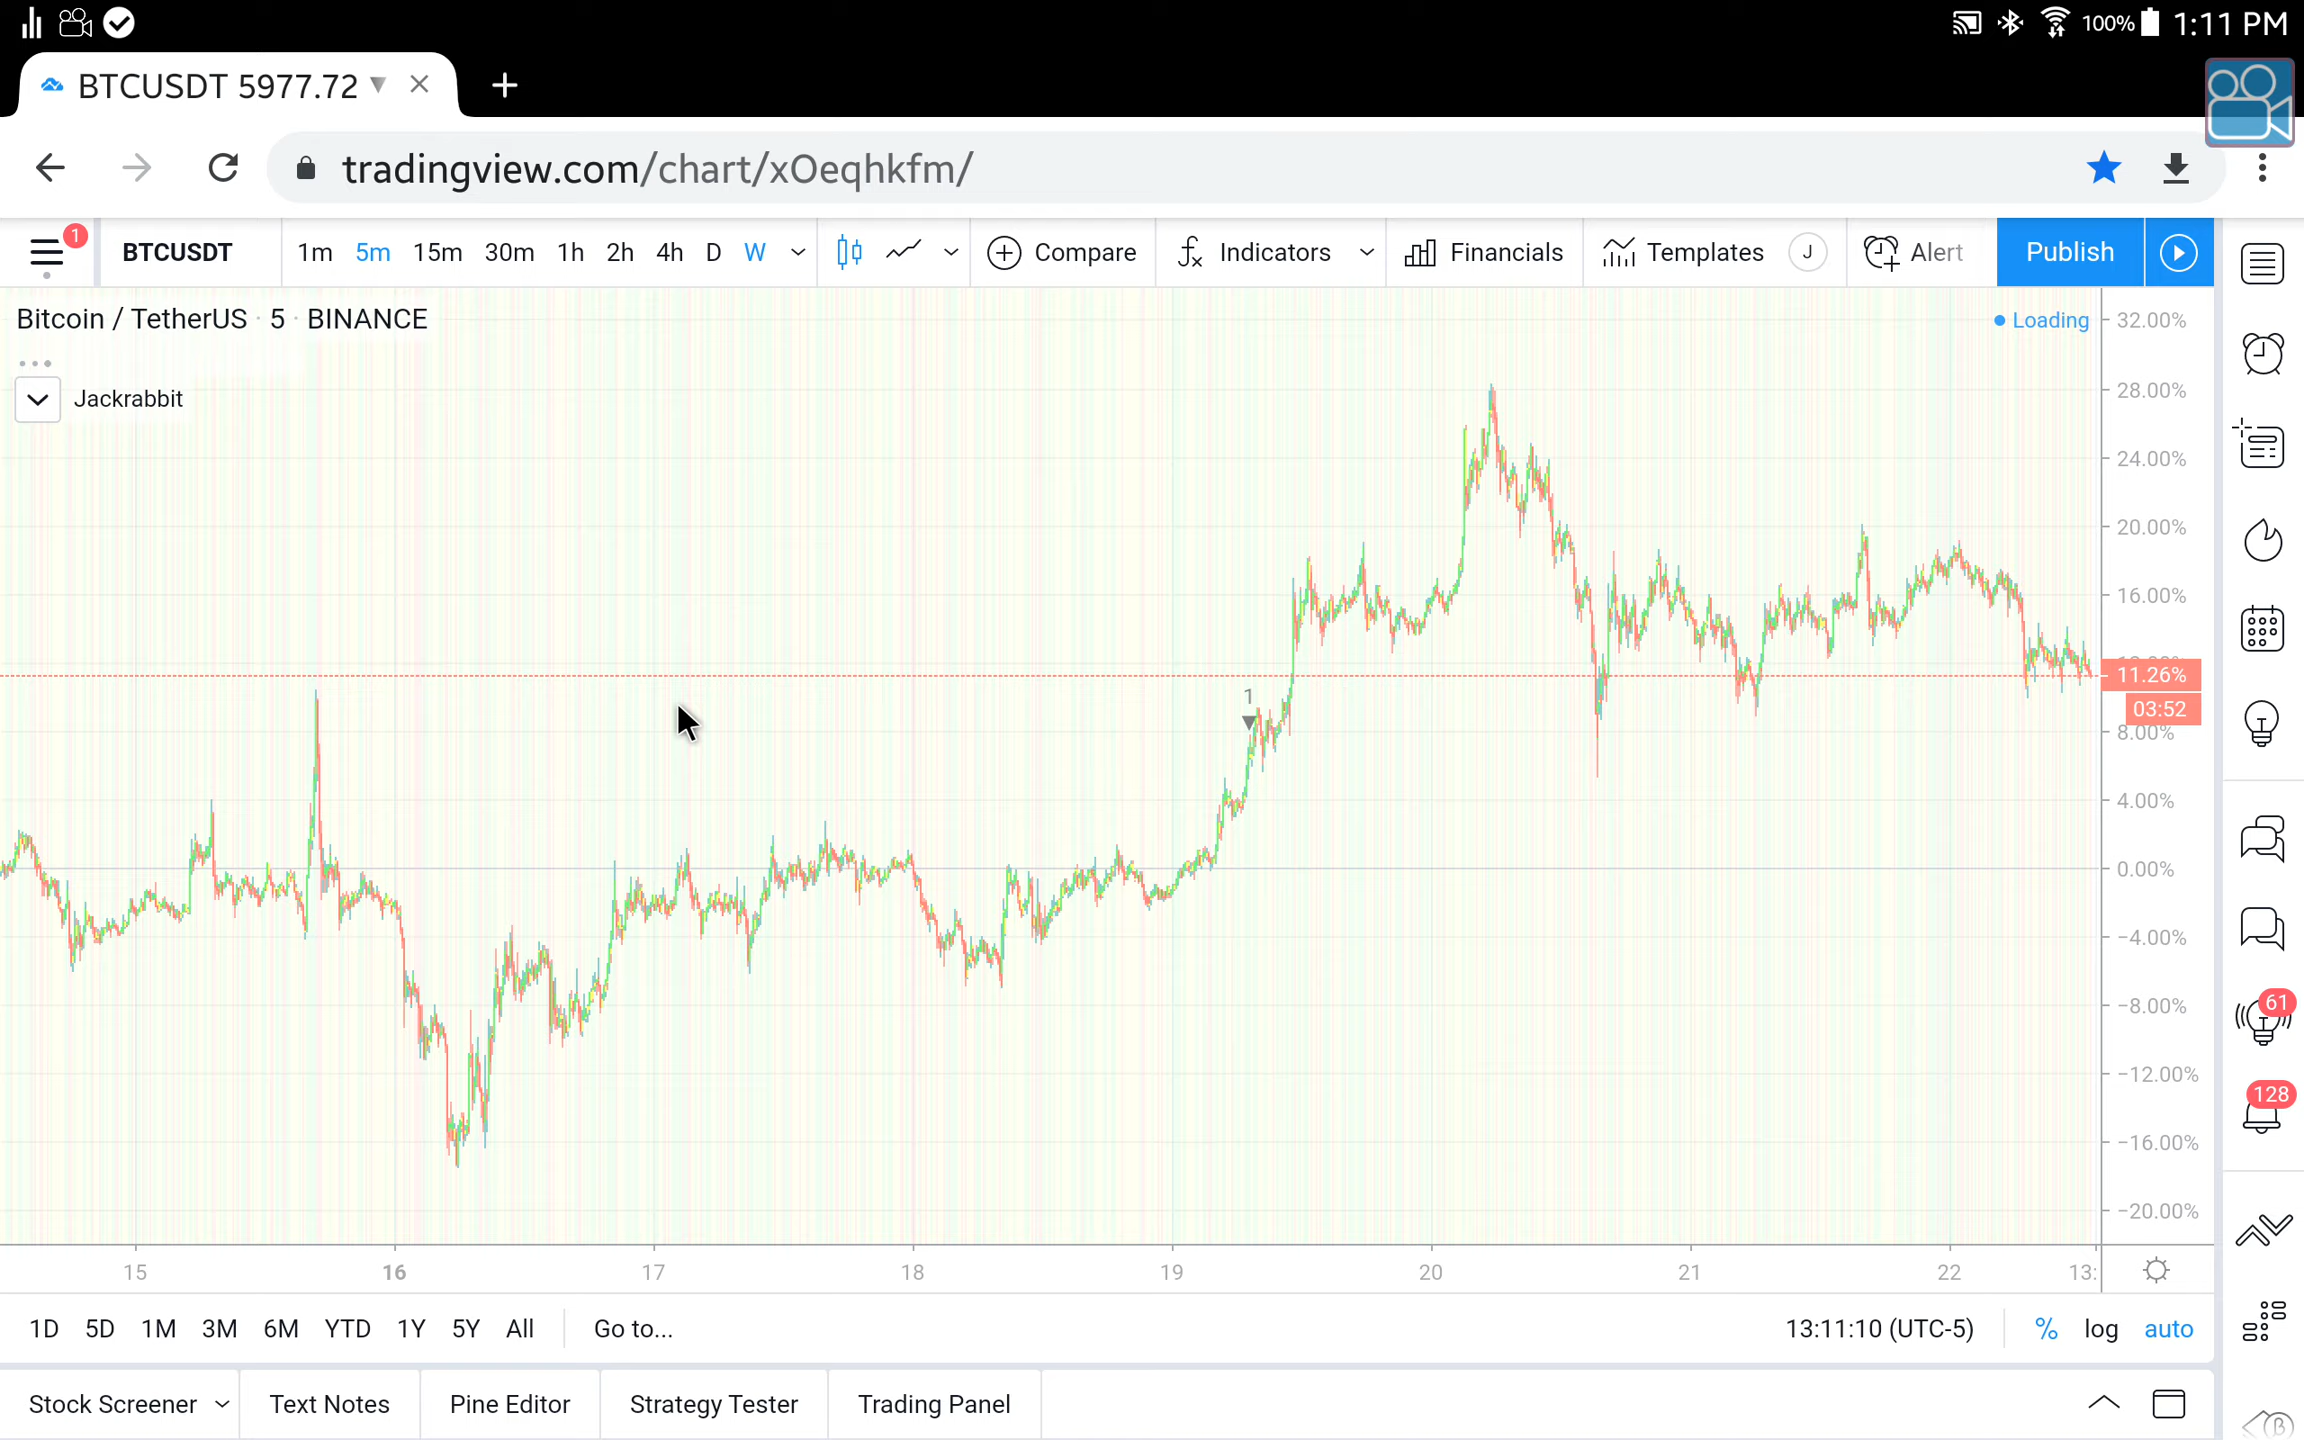 100% 1:11 PM
BTCUSDT 5977.72 ▼
tradingview.com/chart/xOeqhkfm/
1
BTCUSDT 1m 5m 15m 30m 1h 2h 4h D W Compare Indicators Financials Templates J Alert Publish
Bitcoin / TetherUS · 5 · BINANCE
Loading
Jackrabbit
32.00%
28.00%
24.00%
20.00%
16.00%
11.26%
03:52
8.00%
4.00%
0.00%
−4.00%
−8.00%
−12.00%
−16.00%
−20.00%
1
61
128
15 16 17 18 19 20 21 22 13:
1D 5D 1M 3M 6M YTD 1Y 5Y All Go to... 13:11:10 (UTC-5) % log auto
Stock Screener Text Notes Pine Editor Strategy Tester Trading Panel